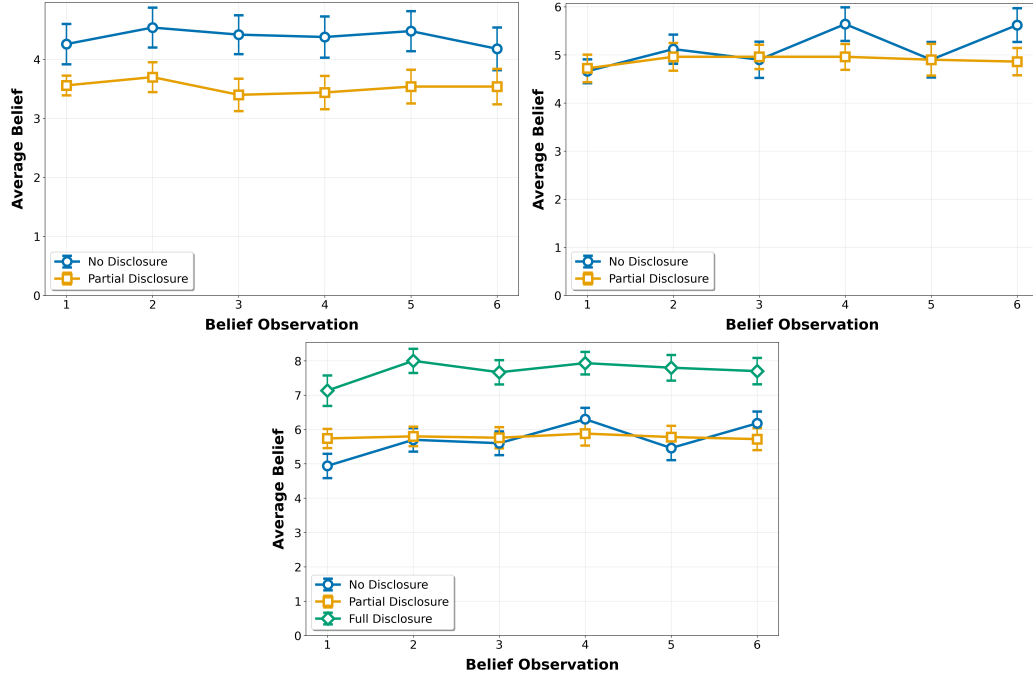 Average Belief
4
3
2
1
0
No Disclosure
Partial Disclosure
1 2 3 4 5 6
Belief Observation
Average Belief
6
5
4
3
2
1
0
No Disclosure
Partial Disclosure
1 2 3 4 5 6
Belief Observation
Average Belief
8
7
6
5
4
3
2
1
0
No Disclosure
Partial Disclosure
Full Disclosure
1 2 3 4 5 6
Belief Observation